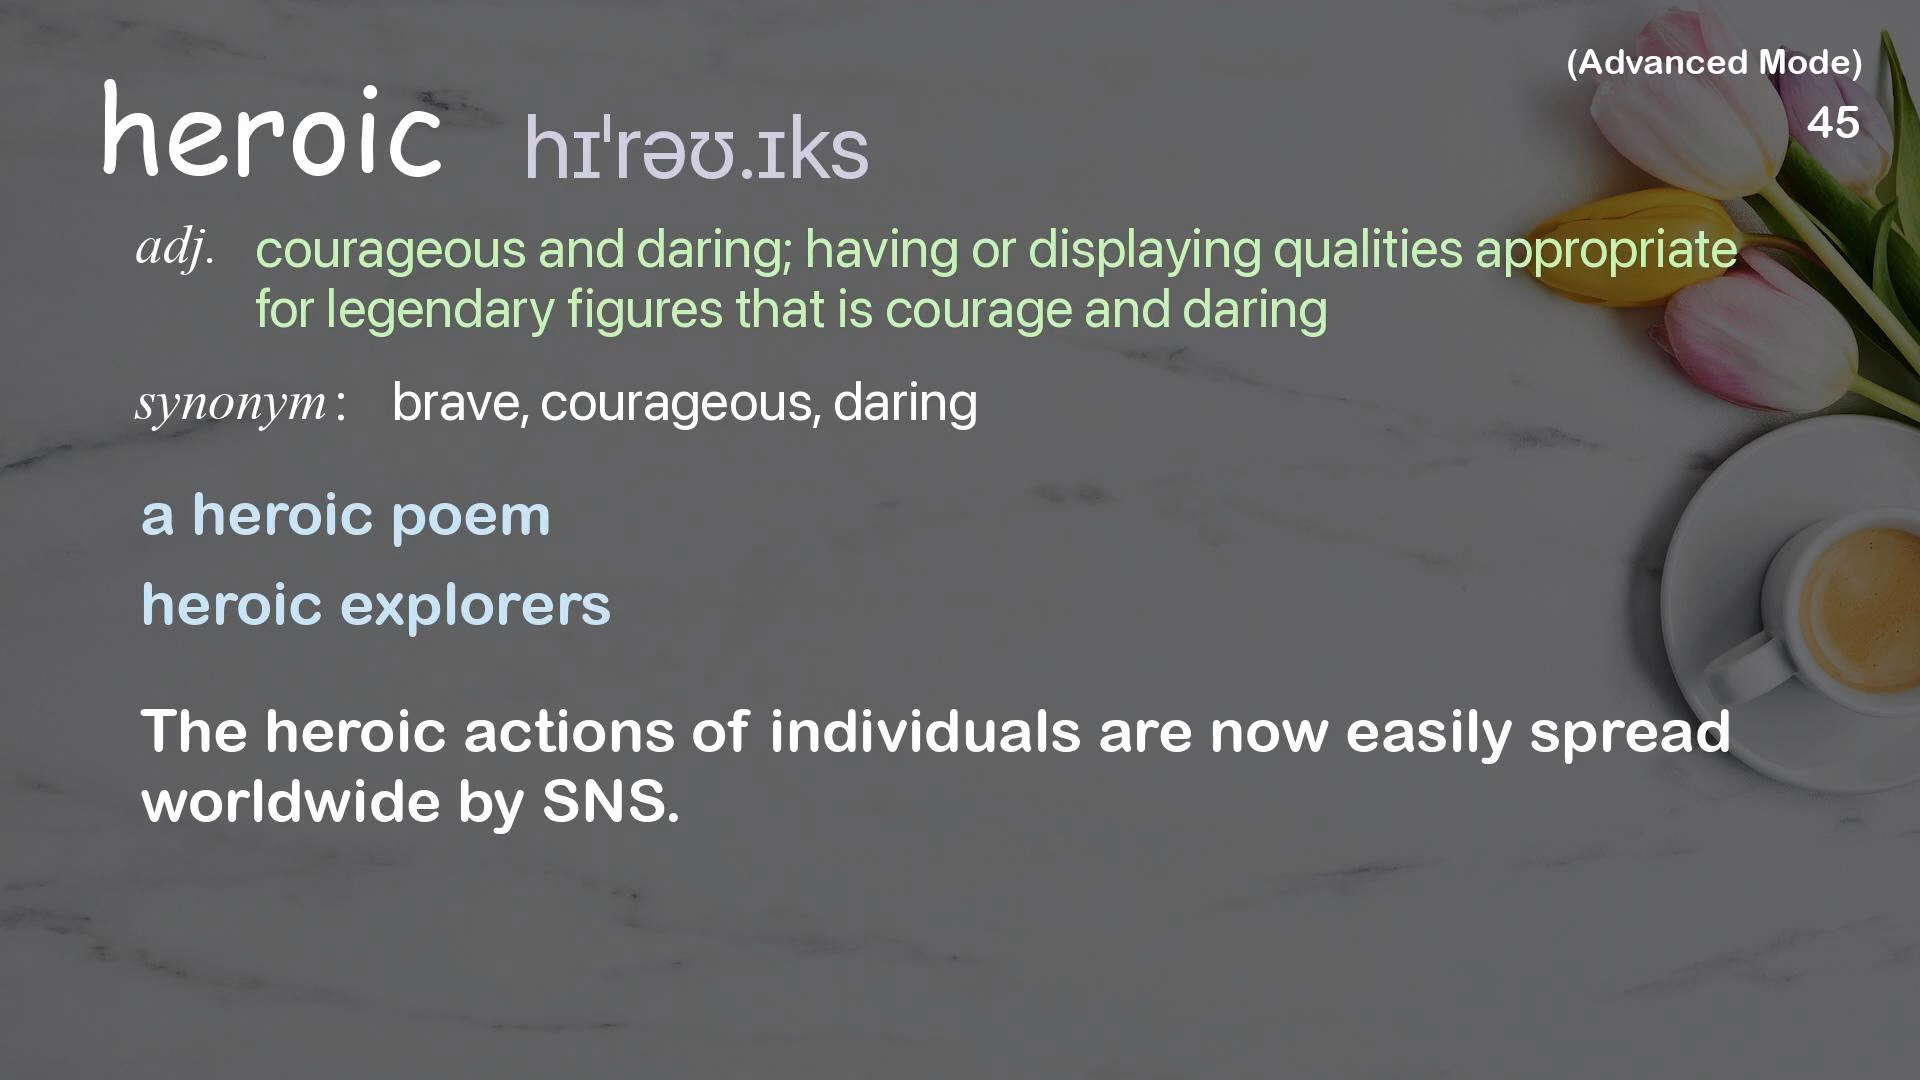 (Advanced Mode)
45
heroic hɪˈrəʊ.ɪks
adj. courageous and daring; having or displaying qualities appropriate
for legendary figures that is courage and daring
synonym: brave, courageous, daring
a heroic poem
heroic explorers
The heroic actions of individuals are now easily spread
worldwide by SNS.